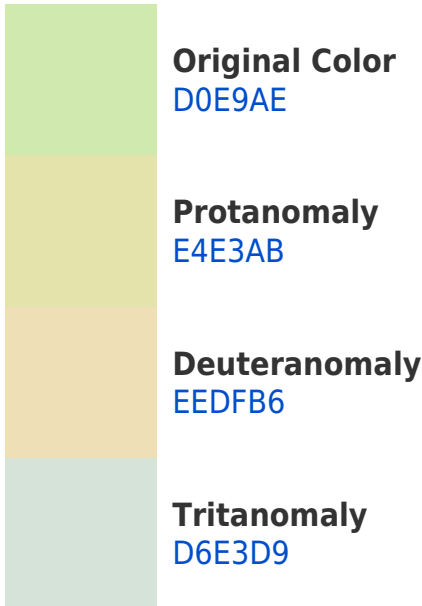 Original Color
D0E9AE
Protanomaly
E4E3AB
Deuteranomaly
EEDFB6
Tritanomaly
D6E3D9